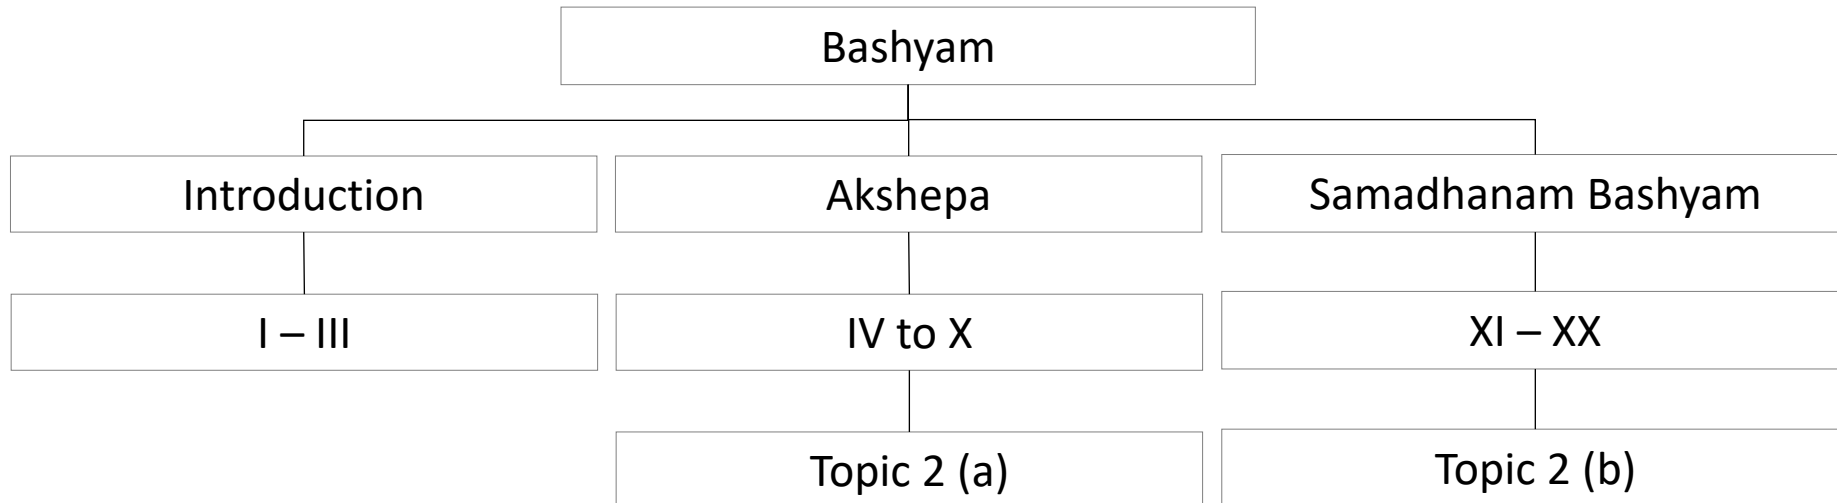 Bashyam
Introduction
Akshepa
Samadhanam Bashyam
I – III
IV to X
XI – XX
Topic 2 (a)
Topic 2 (b)